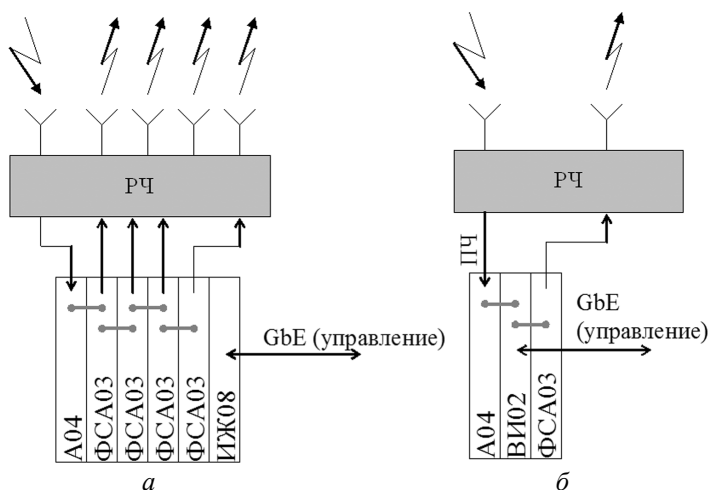 РЧ
GbE (управление)
А04
ФСА03
ФСА03
ФСА03
ФСА03
ИЖ08
а
РЧ
ПЧ
GbE
(управление)
А04
ВИ02
ФСА03
б